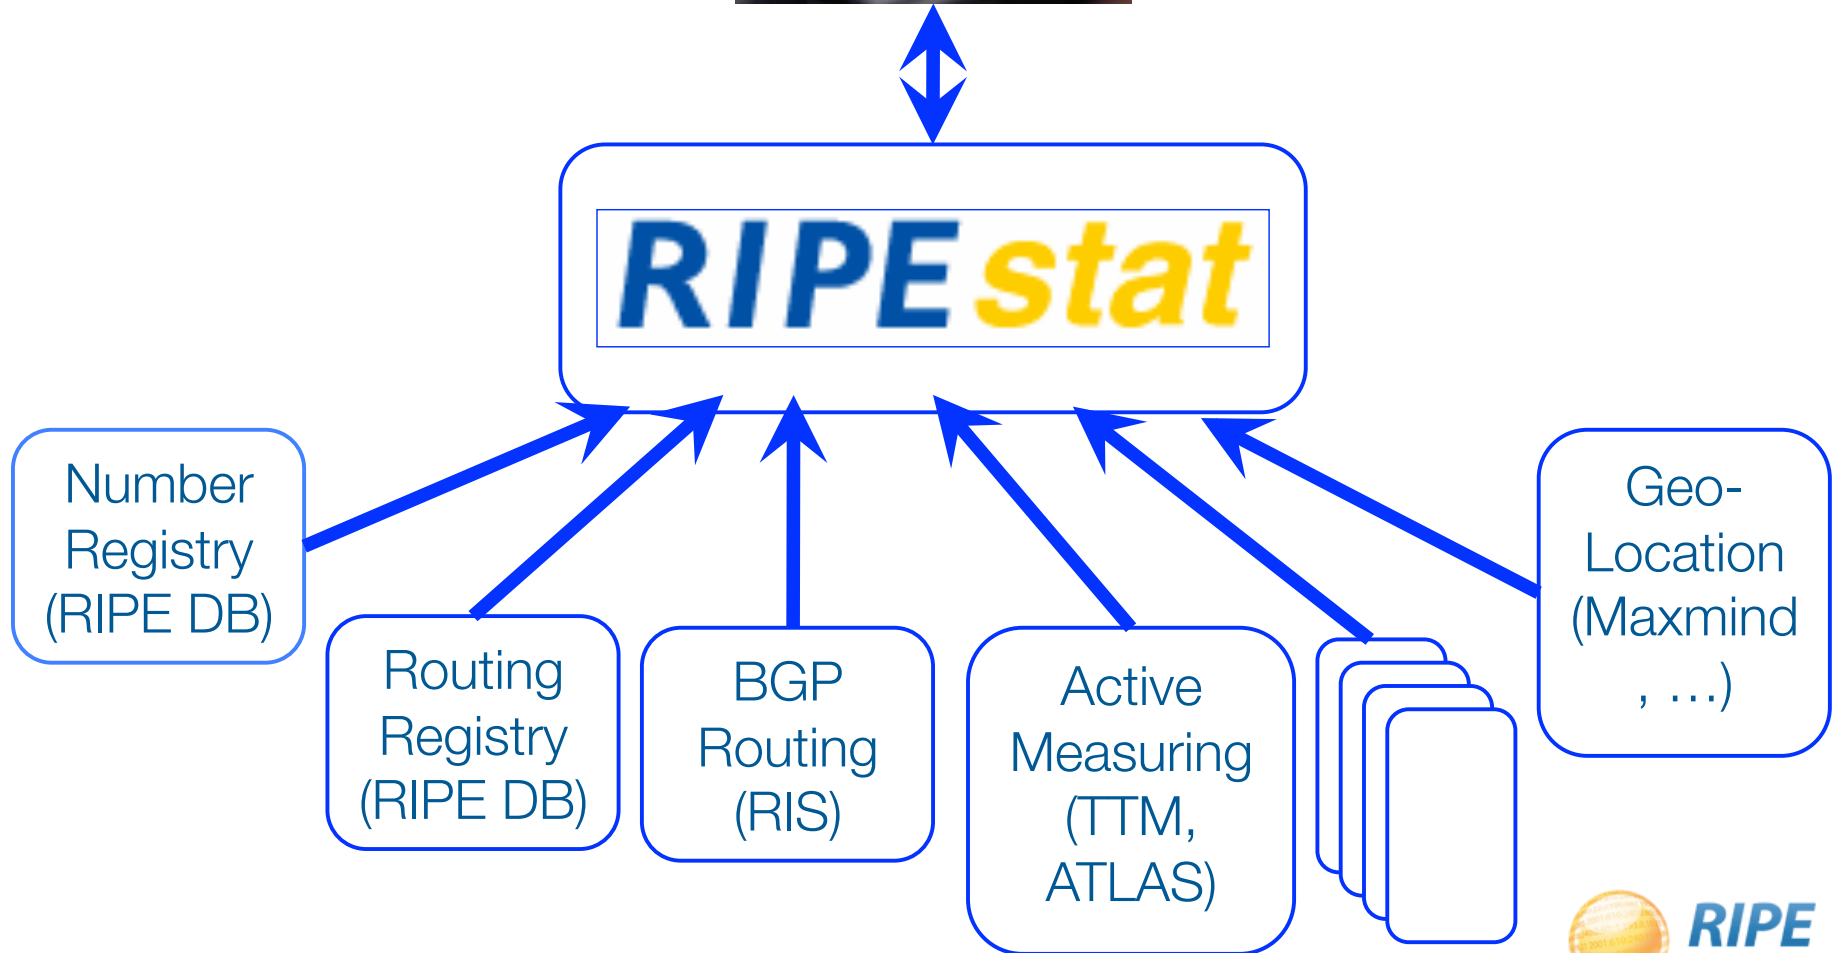 RIPEstat
Number
Registry
(RIPE DB)
Routing
Registry
(RIPE DB)
BGP
Routing
(RIS)
Active
Measuring
(TTM,
ATLAS)
Geo-
Location
(Maxmind
, …)
RIPE